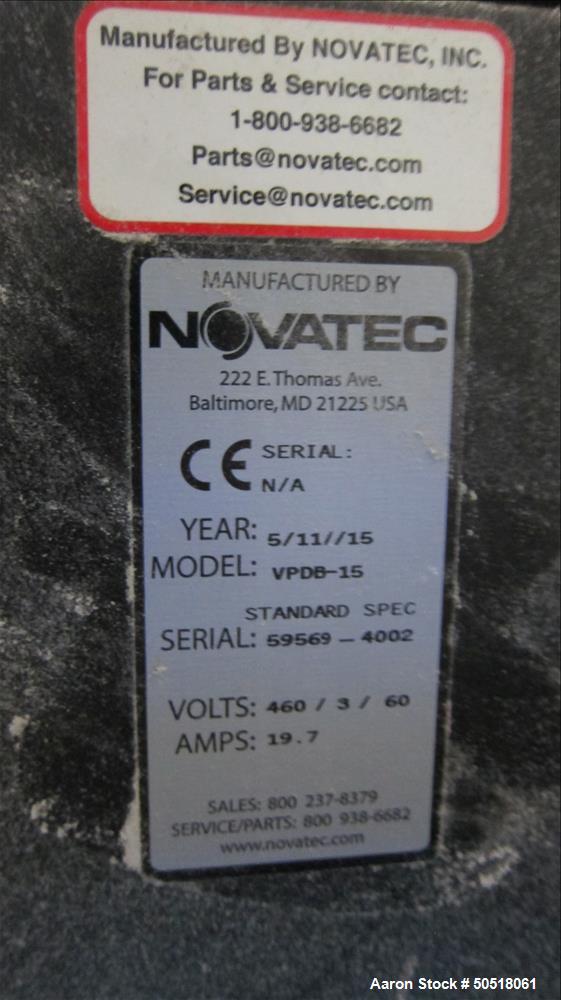 Manufactured By NOVATEC, INC.
For Parts & Service contact:
1-800-938-6682
Parts@novatec.com
Service@novatec.com
MANUFACTURED BY
NOVATEC
222 E. Thomas Ave.
Baltimore, MD 21225 USA
CE SERIAL:
N/A
YEAR: 5/11//15
MODEL: VPDB-15
STANDARD SPEC
SERIAL: 59569 - 4002
VOLTS: 460 / 3 / 60
AMPS: 19.7
SALES: 800 237-8379
SERVICE/PARTS: 800 938-6682
www.novatec.com
Aaron Stock # 50518061